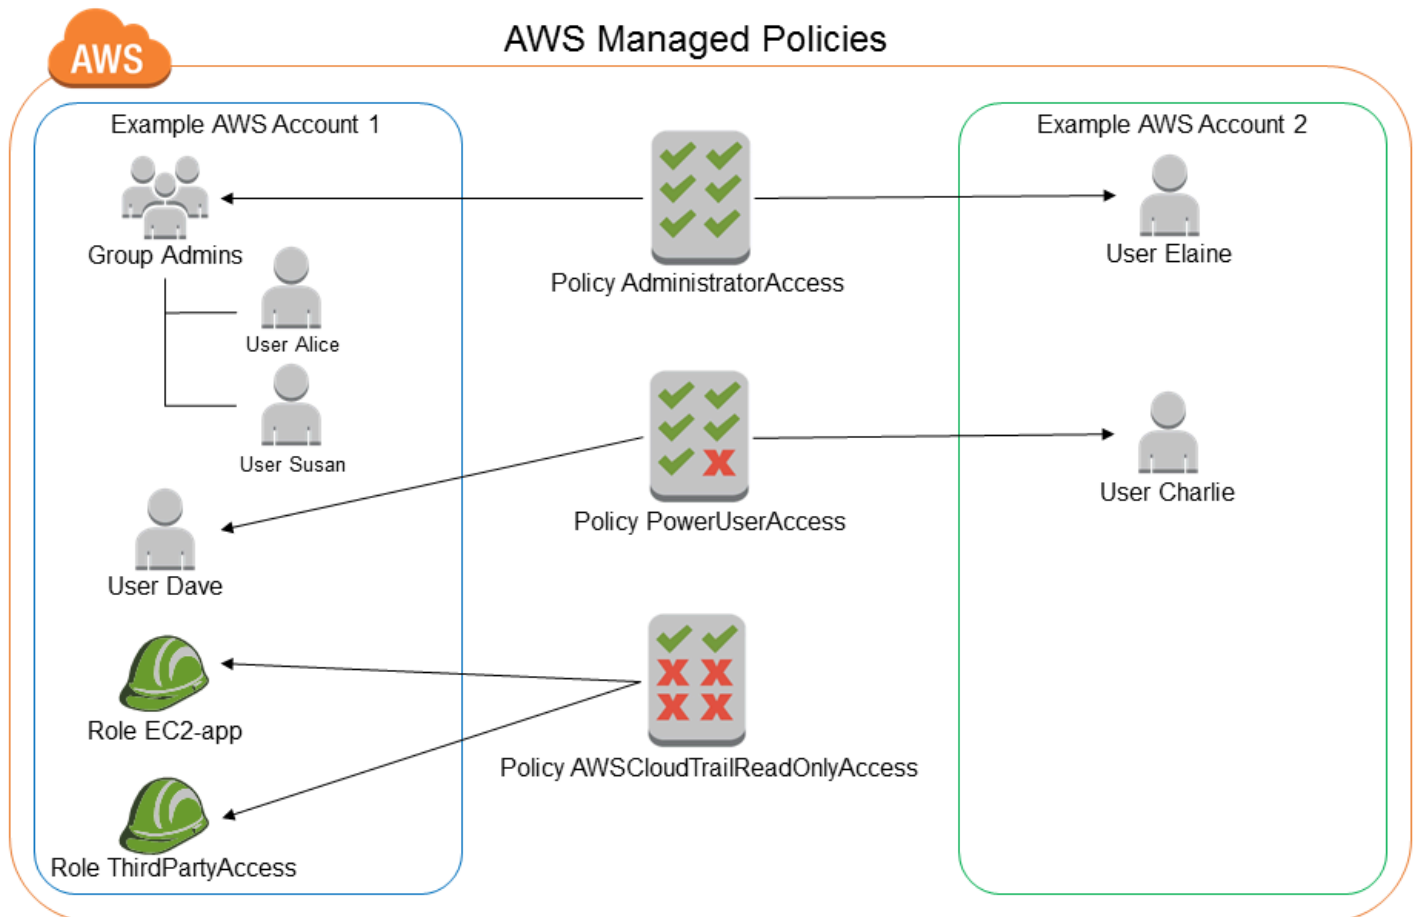 AWS Managed Policies
AWS
Example AWS Account 1
Group Admins
User Alice
User Susan
User Dave
Role EC2-app
Role ThirdPartyAccess
Policy AdministratorAccess
Policy PowerUserAccess
Policy AWSCloudTrailReadOnlyAccess
Example AWS Account 2
User Elaine
User Charlie